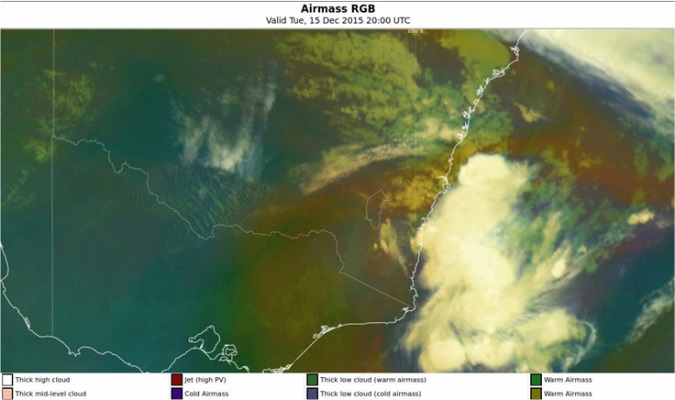 Airmass RGB
Valid Tue, 15 Dec 2015 20:00 UTC
Thick high cloud
Jet (high PV)
Thick low cloud (warm airmass)
Warm Airmass
Thick mid-level cloud
Cold Airmass
Thick low cloud (cold airmass)
Warm Airmass